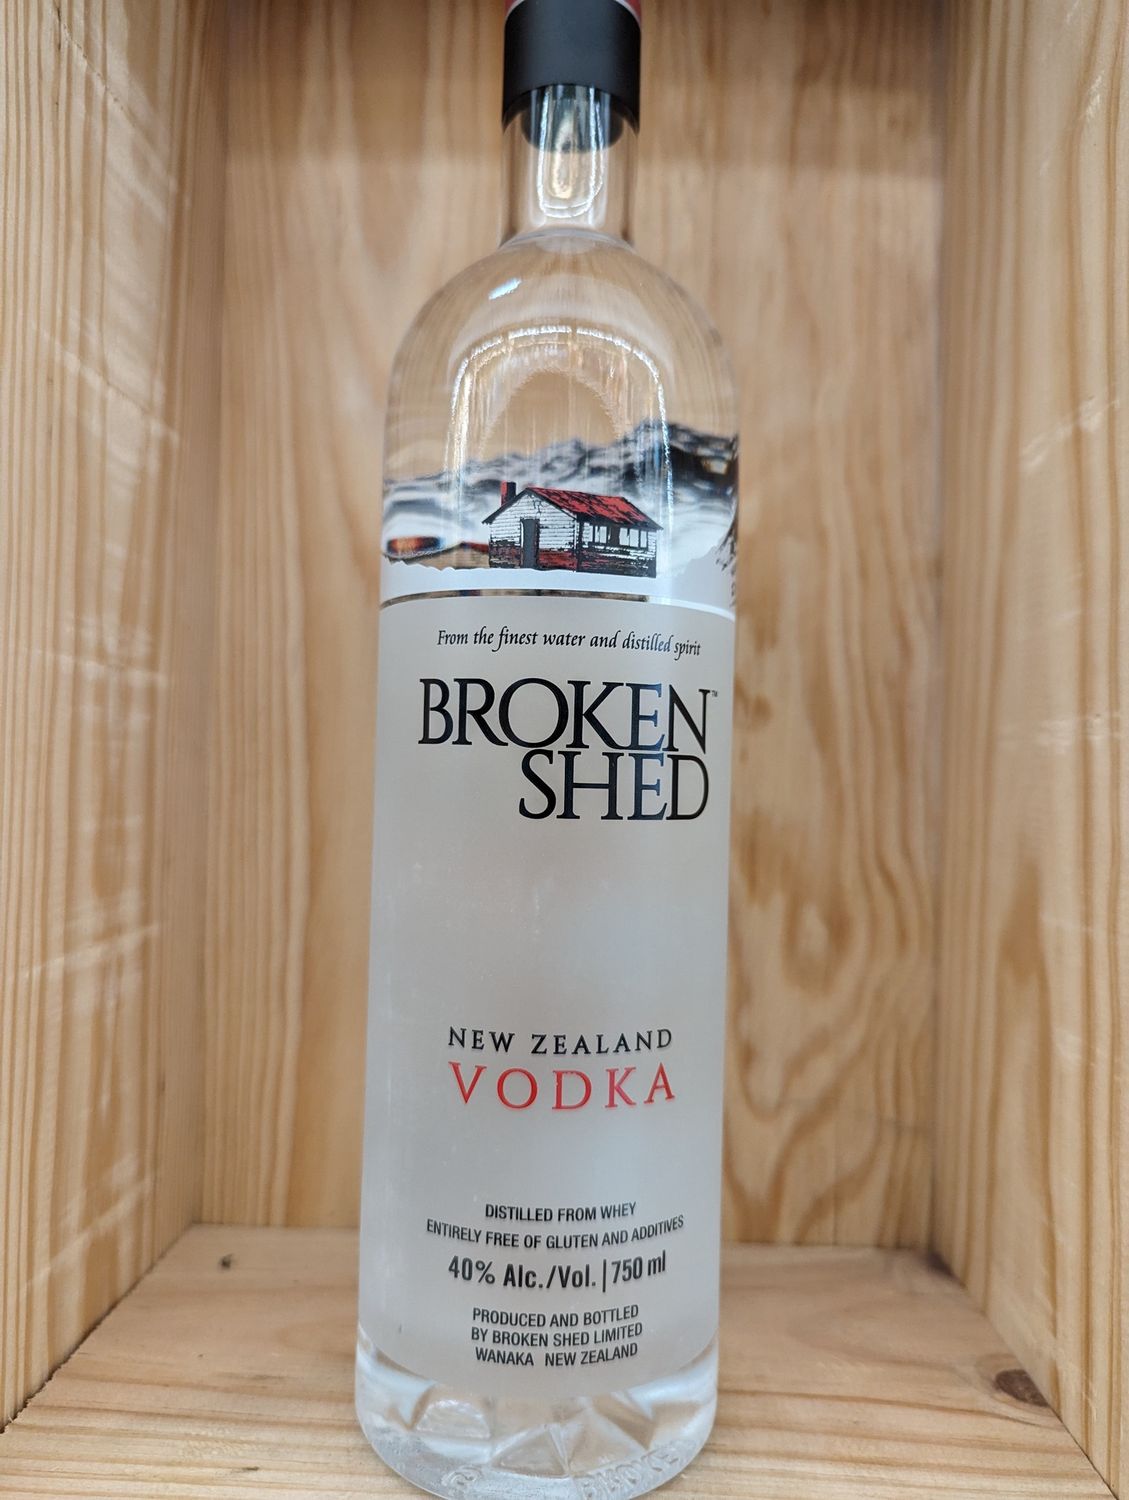 From the finest water and distilled spirit
BROKEN™
SHED
NEW ZEALAND
VODKA
DISTILLED FROM WHEY
ENTIRELY FREE OF GLUTEN AND ADDITIVES
40% Alc./Vol. | 750 ml
PRODUCED AND BOTTLED
BY BROKEN SHED LIMITED
WANAKA NEW ZEALAND